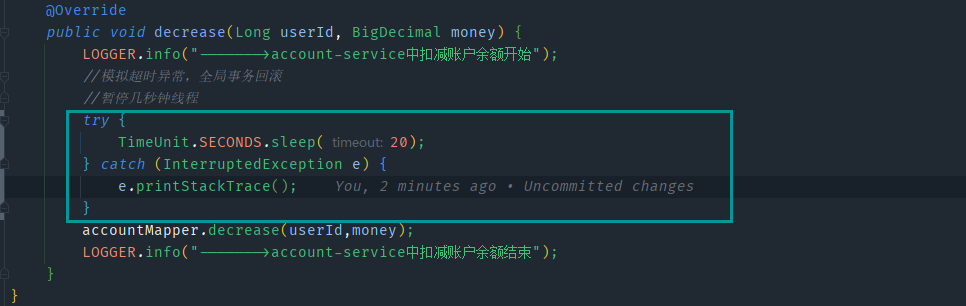 @Override
public void decrease(Long userId, BigDecimal money) {
LOGGER.info("------->account-service中扣减账户余额开始");
//模拟超时异常，全局事务回滚
//暂停几秒钟线程
try {
TimeUnit.SECONDS.sleep( timeout: 20);
} catch (InterruptedException e) {
e.printStackTrace(); You, 2 minutes ago • Uncommitted changes
}
accountMapper.decrease(userId,money);
LOGGER.info("------->account-service中扣减账户余额结束");
}
}